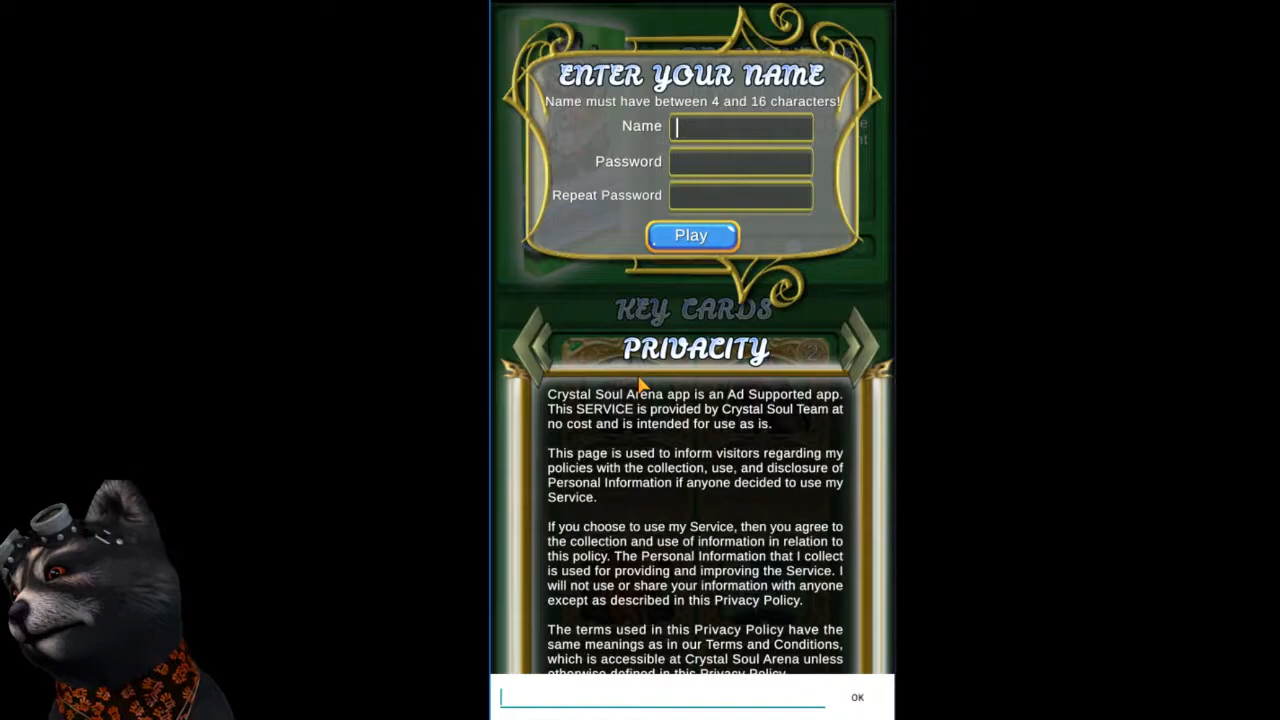 ENTER YOUR NAME
Name must have between 4 and 16 characters!
Name
Password
Repeat Password
Play
KEY CARDS
PRIVACITY
Crystal Soul Arena app is an Ad Supported app.
This SERVICE is provided by Crystal Soul Team at
no cost and is intended for use as is.
This page is used to inform visitors regarding my
policies with the collection, use, and disclosure of
Personal Information if anyone decided to use my
Service.
If you choose to use my Service, then you agree to
the collection and use of information in relation to
this policy. The Personal Information that I collect
is used for providing and improving the Service. I
will not use or share your information with anyone
except as described in this Privacy Policy.
The terms used in this Privacy Policy have the
same meanings as in our Terms and Conditions,
which is accessible at Crystal Soul Arena unless
otherwise defined in this Privacy Policy.
OK